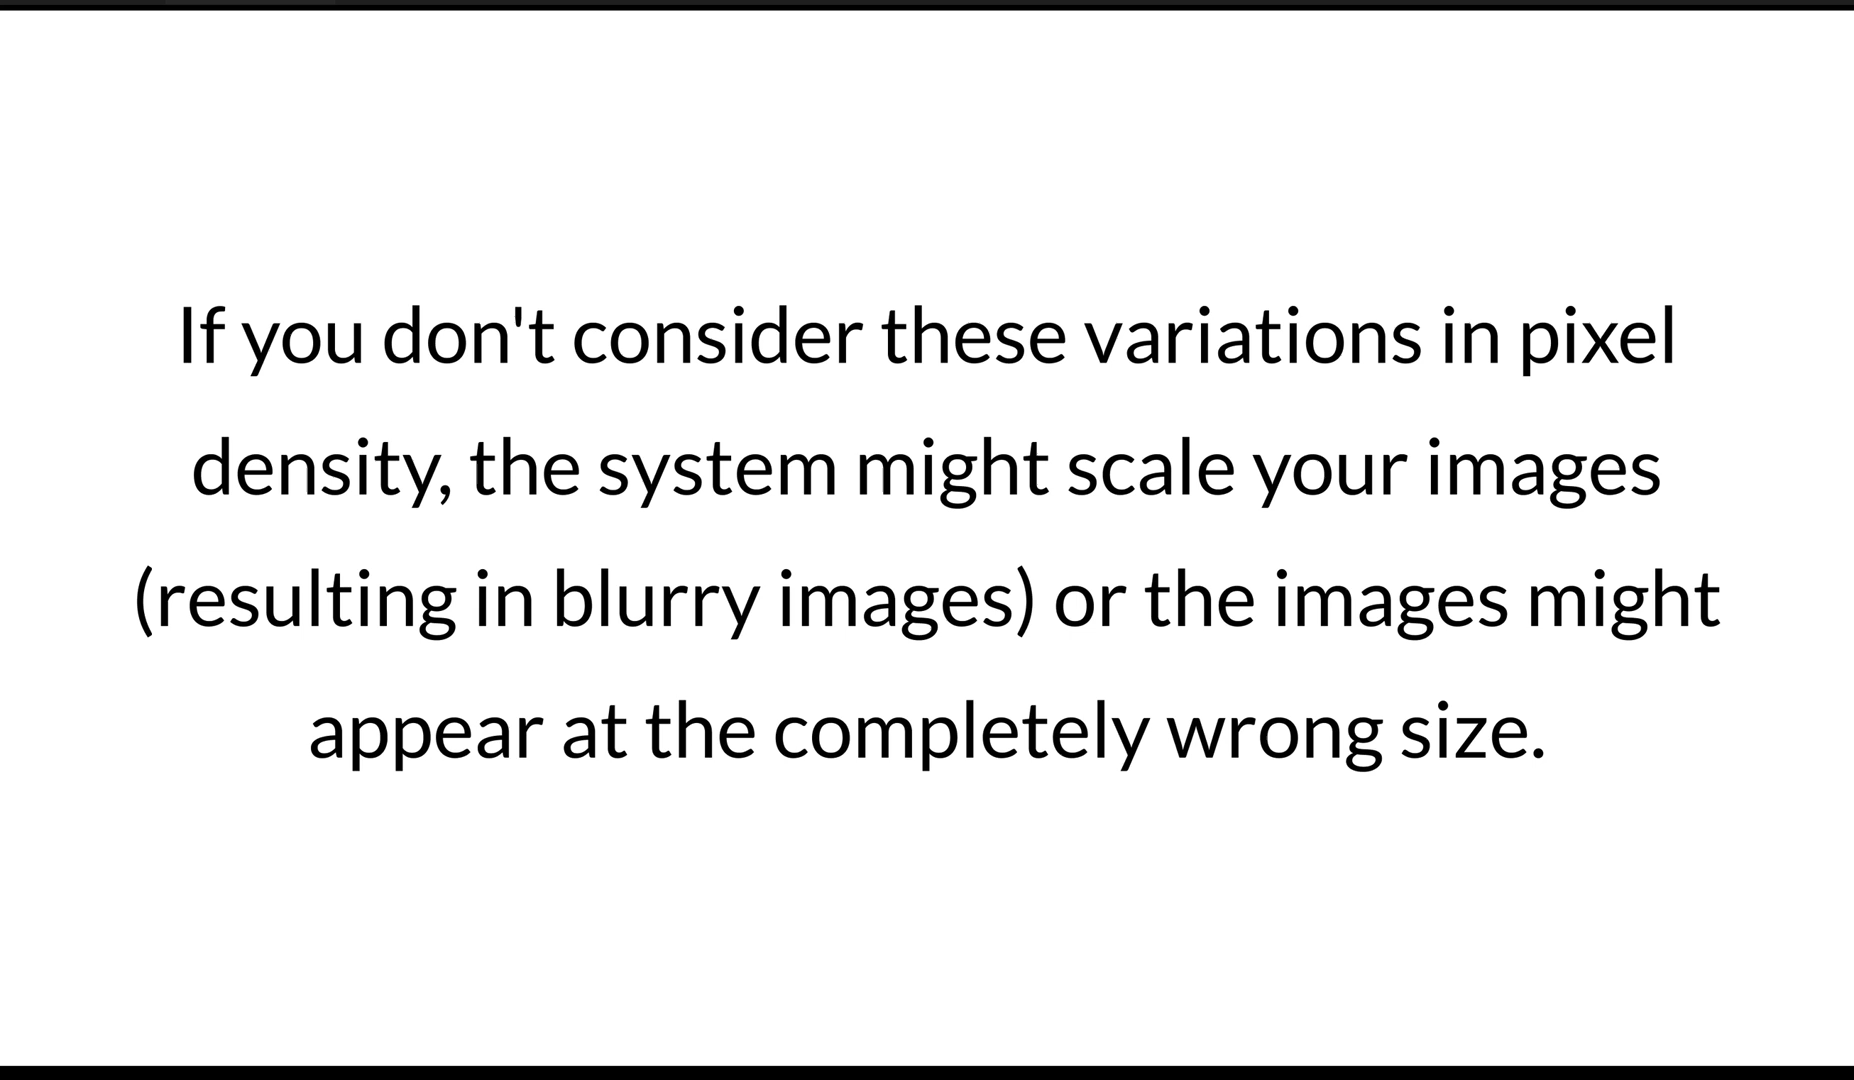 If you don't consider these variations in pixel
density, the system might scale your images
(resulting in blurry images) or the images might
appear at the completely wrong size.